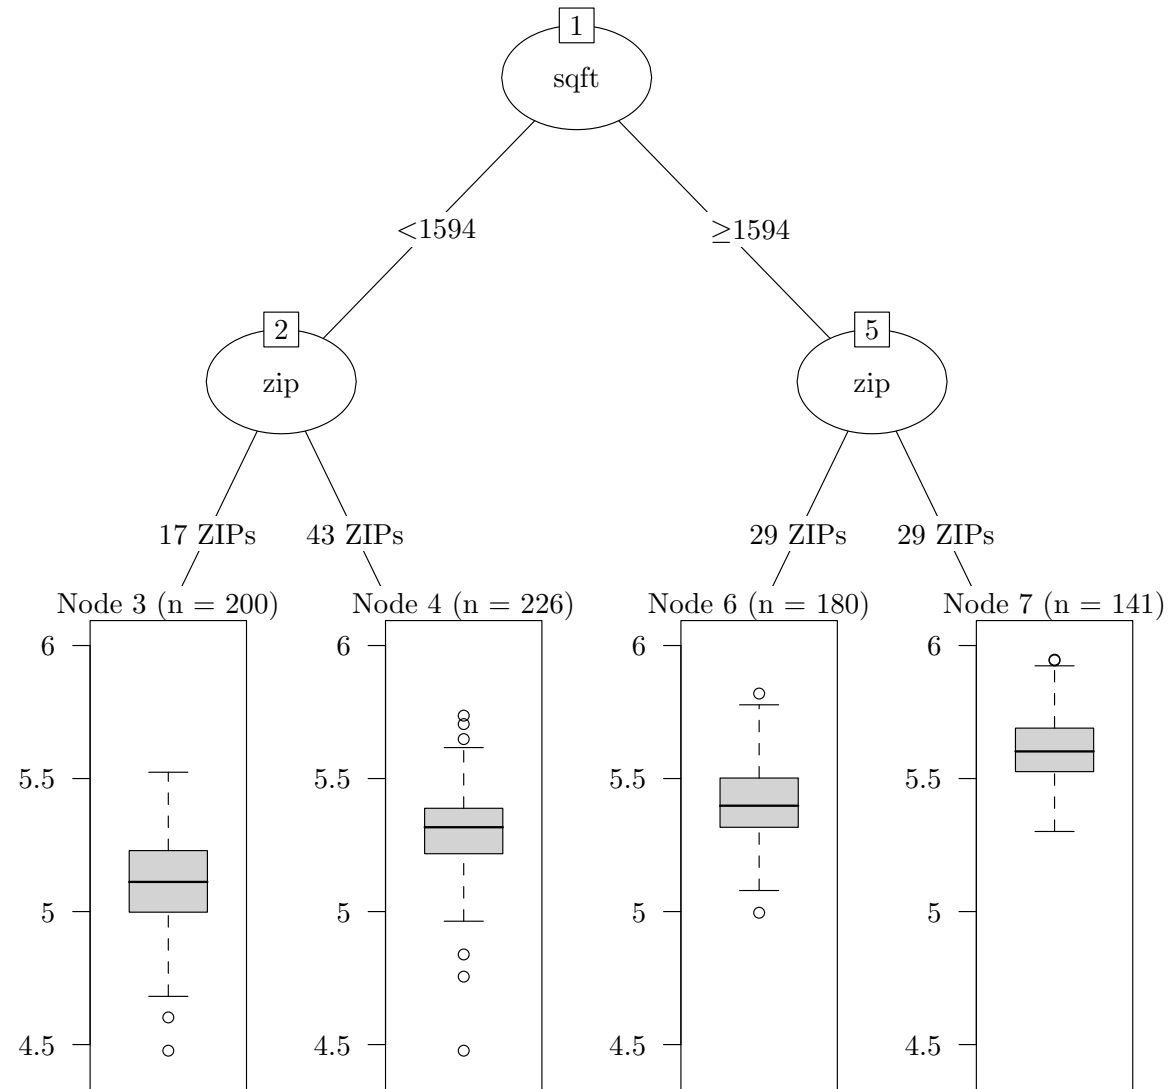 1
sqft
<1594 ≥1594
2 5
zip zip
17 ZIPs 43 ZIPs 29 ZIPs 29 ZIPs
Node 3 (n = 200) Node 4 (n = 226) Node 6 (n = 180) Node 7 (n = 141)
6 6 6 6
5.5 5.5 5.5 5.5
5 5 5 5
4.5 4.5 4.5 4.5